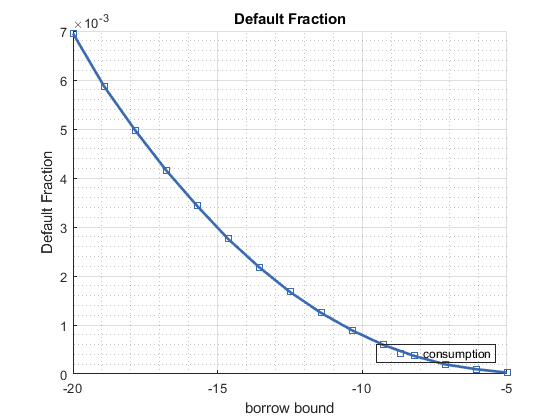 Default Fraction
×10-3
7
6
5
4
3
2
1
0
Default Fraction
consumption
-20 -15 -10 -5
borrow bound